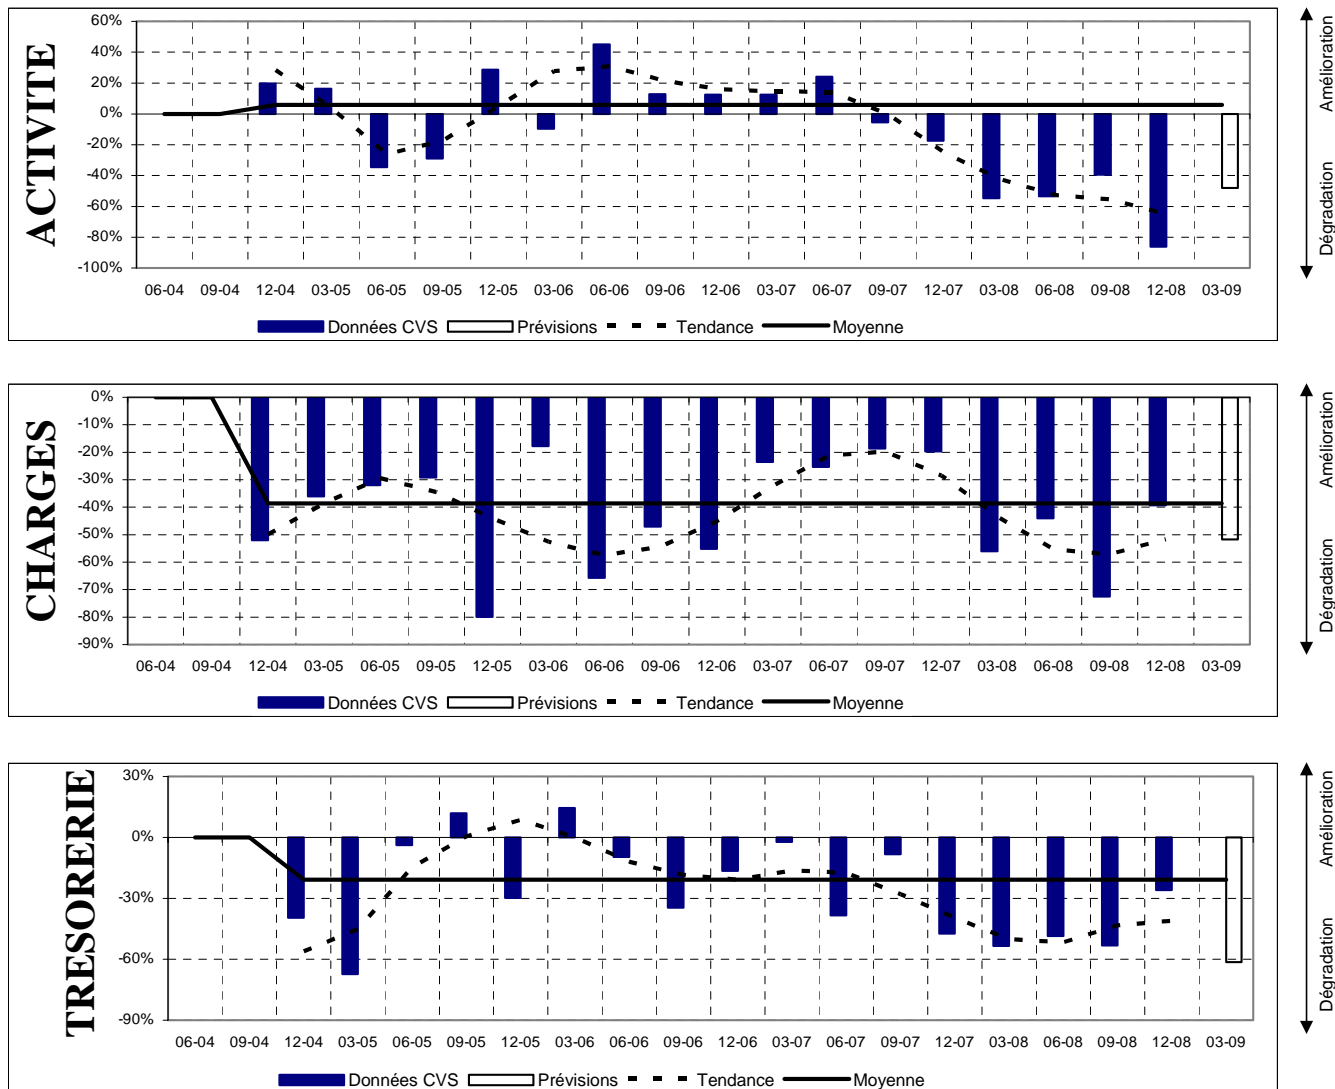 ACTIVITE
60%
40%
20%
0%
-20%
-40%
-60%
-80%
-100%
06-04 09-04 12-04 03-05 06-05 09-05 12-05 03-06 06-06 09-06 12-06 03-07 06-07 09-07 12-07 03-08 06-08 09-08 12-08 03-09
Données CVS Prévisions Tendance Moyenne
Amélioration
Dégradation
CHARGES
0%
-10%
-20%
-30%
-40%
-50%
-60%
-70%
-80%
-90%
06-04 09-04 12-04 03-05 06-05 09-05 12-05 03-06 06-06 09-06 12-06 03-07 06-07 09-07 12-07 03-08 06-08 09-08 12-08 03-09
Données CVS Prévisions Tendance Moyenne
Amélioration
Dégradation
TRESORERIE
30%
0%
-30%
-60%
-90%
06-04 09-04 12-04 03-05 06-05 09-05 12-05 03-06 06-06 09-06 12-06 03-07 06-07 09-07 12-07 03-08 06-08 09-08 12-08 03-09
Données CVS Prévisions Tendance Moyenne
Amélioration
Dégradation